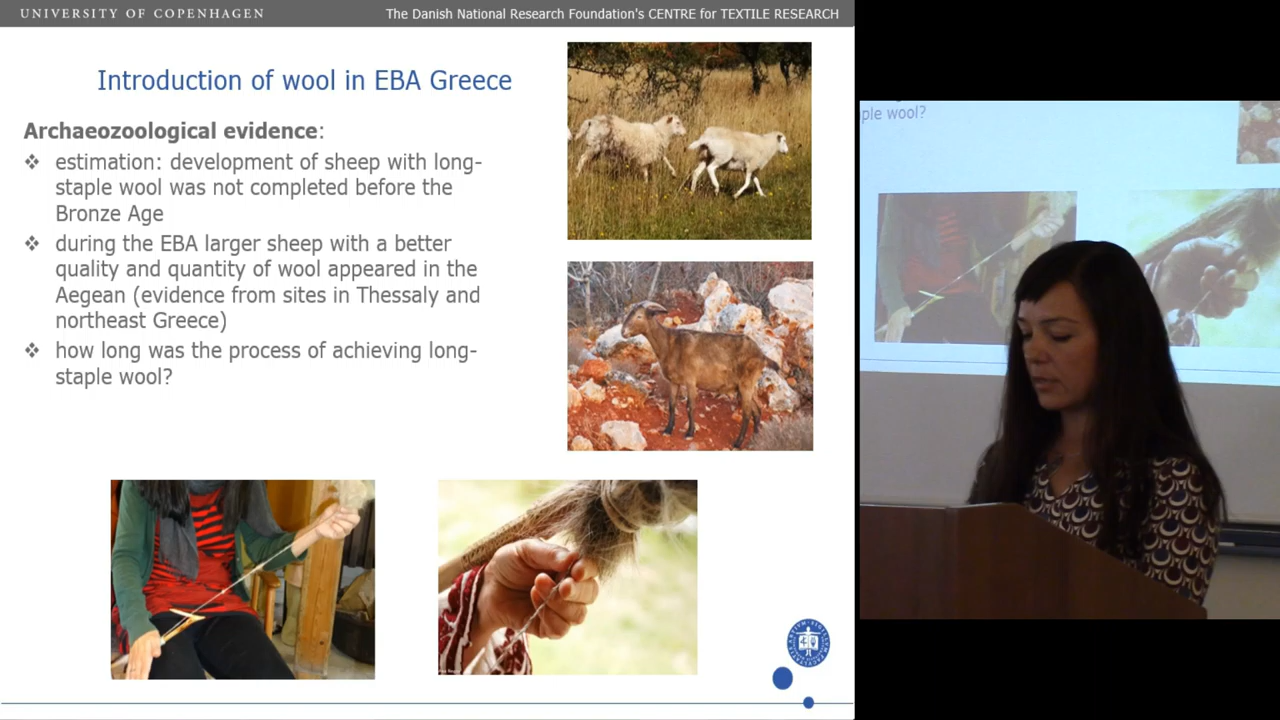 UNIVERSITY OF COPENHAGEN
The Danish National Research Foundation's CENTRE for TEXTILE RESEARCH
Introduction of wool in EBA Greece
Archaeozoological evidence:
❖ estimation: development of sheep with long-
staple wool was not completed before the
Bronze Age
❖ during the EBA larger sheep with a better
quality and quantity of wool appeared in the
Aegean (evidence from sites in Thessaly and
northeast Greece)
❖ how long was the process of achieving long-
staple wool?
ple wool?